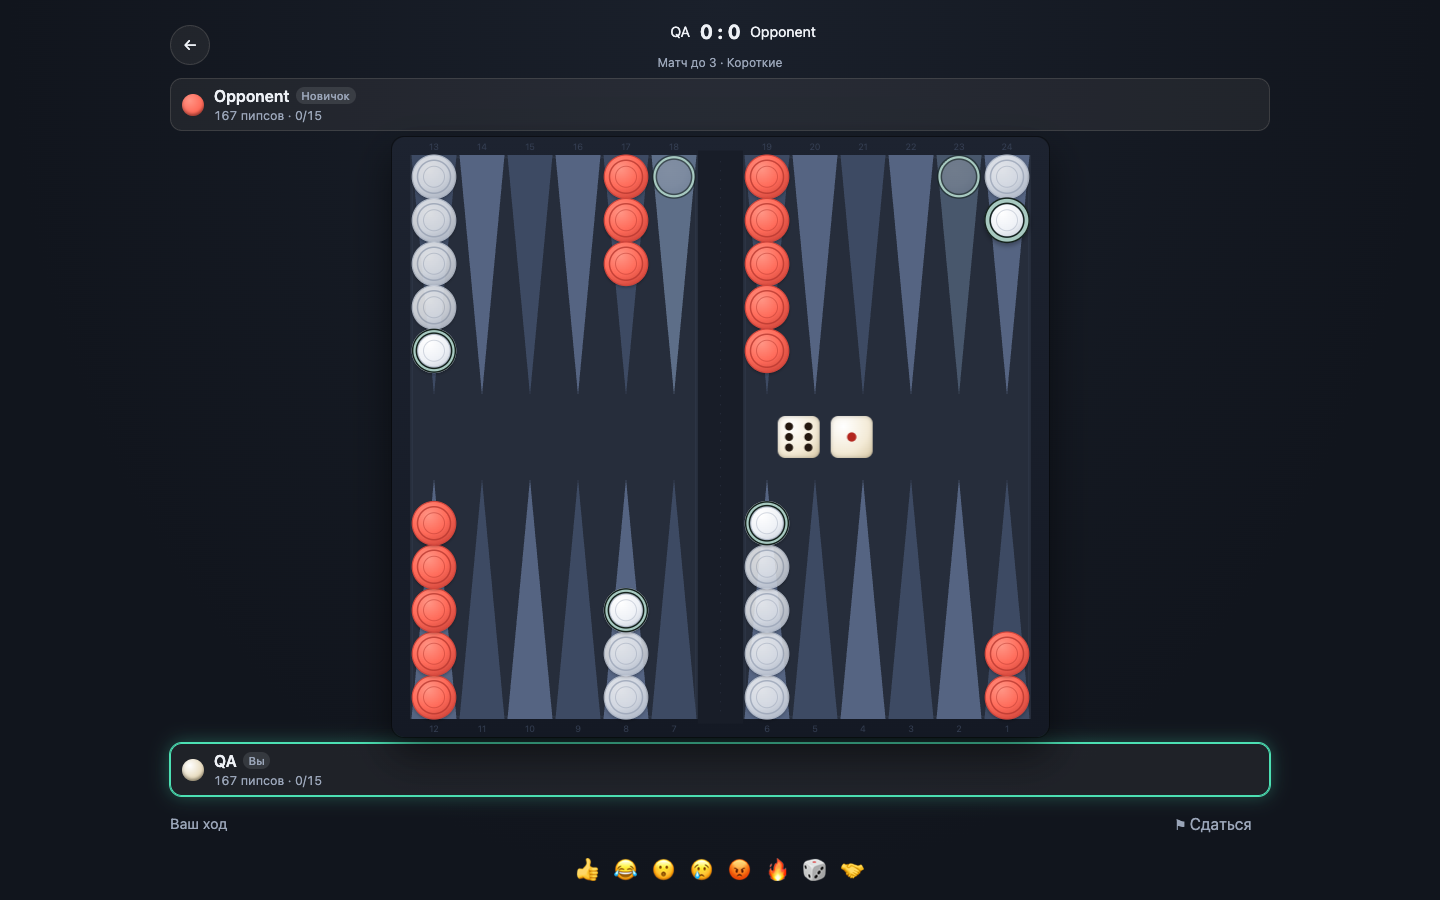 QA 0 : 0 Opponent
Матч до 3 · Короткие
Opponent Новичок
167 пипсов · 0/15
13 14 15 16 17 18 19 20 21 22 23 24
12 11 10 9 8 7 6 5 4 3 2 1
QA Вы
167 пипсов · 0/15
Ваш ход
Сдаться